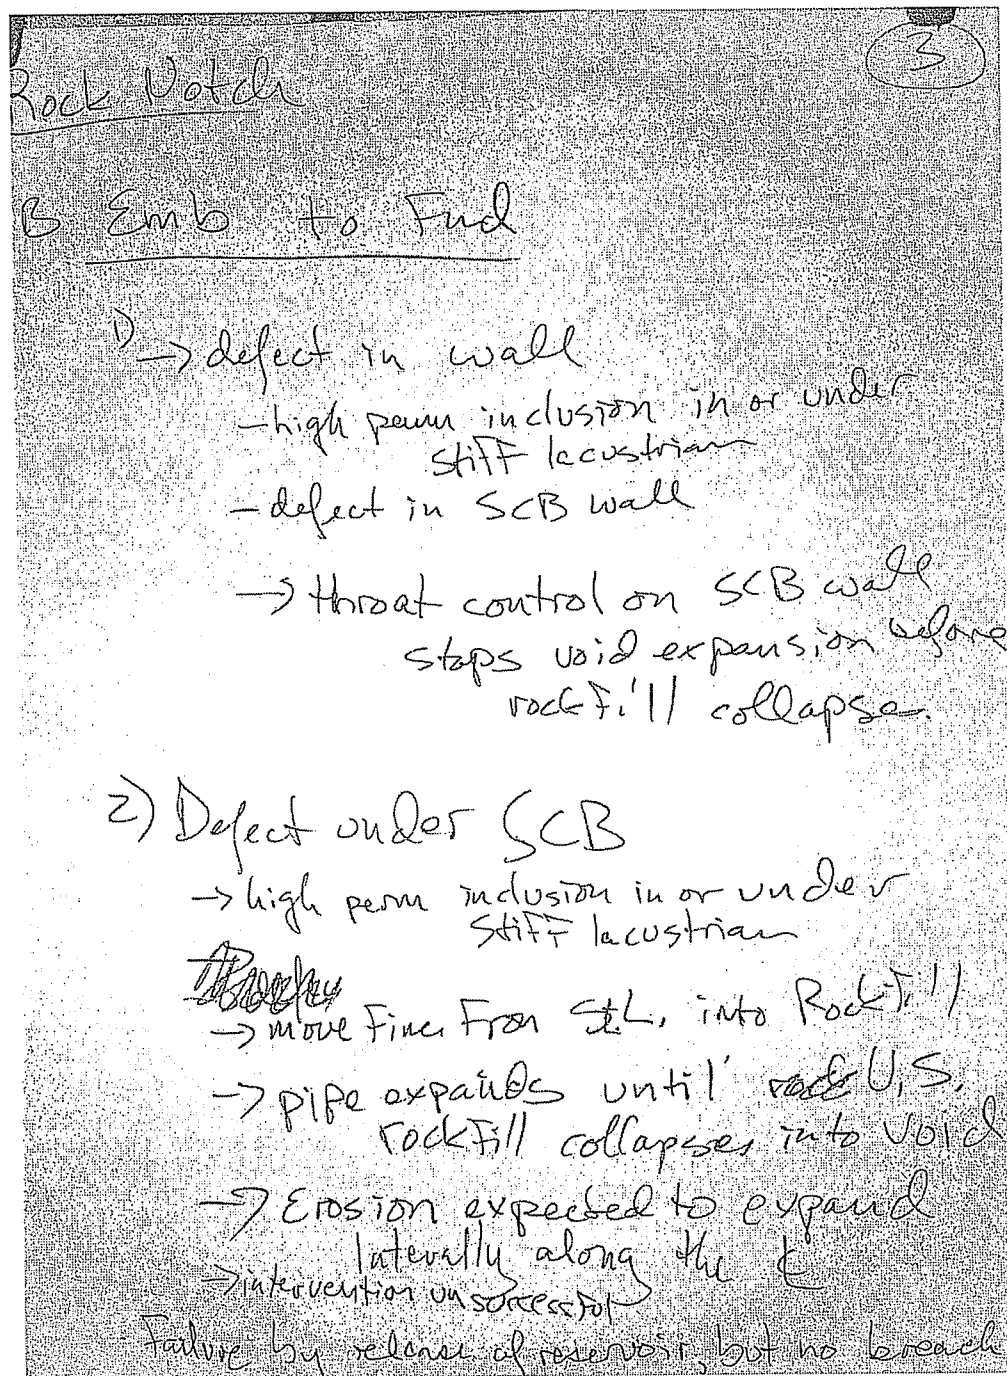 3
Rock Notch
B Emb to Fnd
1) → defect in wall
- high perm inclusion in or under
stiff lacustrian
- defect in SCB wall
→ throat control on SCB wall
stops void expansion before
rockfill collapse.
2) Defect under SCB
→ high perm inclusion in or under
stiff lacustrian
→ move fines from St.L. into Rockfill
→ pipe expands until U.S.
rockfill collapses into void
→ Erosion expected to expand
laterally along the ℄
→ intervention unsuccessful
Failure by release of reservoir, but no breach